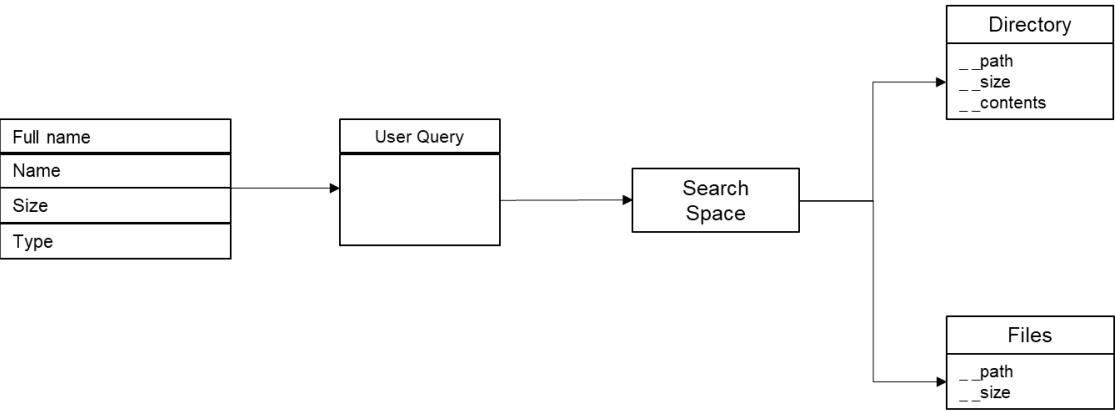 Full name
Name
Size
Type
User Query
Search
Space
Directory
_ _path
_ _size
_ _contents
Files
_ _path
_ _size